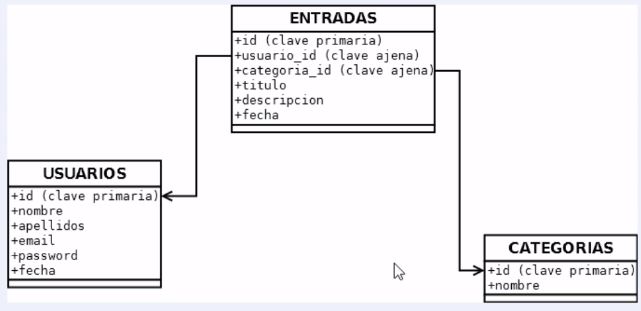 ENTRADAS
+id (clave primaria)
+usuario_id (clave ajena)
+categoria_id (clave ajena)
+titulo
+descripcion
+fecha
USUARIOS
+id (clave primaria)
+nombre
+apellidos
+email
+password
+fecha
CATEGORIAS
+id (clave primaria)
+nombre